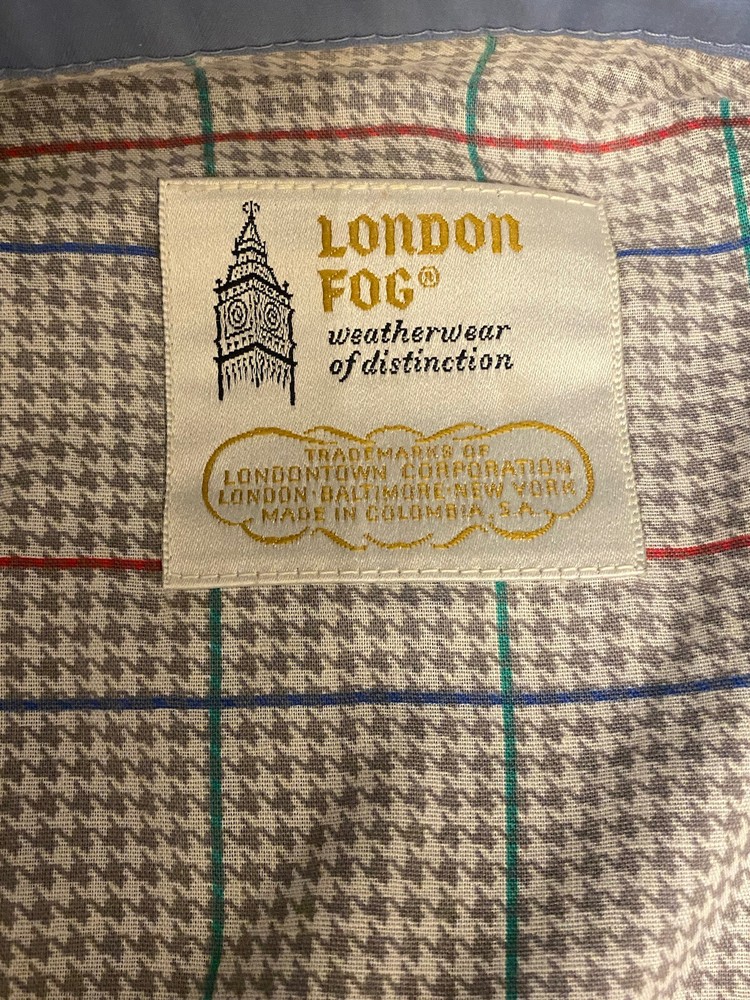 LONDON
FOG®
weatherwear
of distinction
TRADEMARKS OF
LONDONTOWN CORPORATION
LONDON·BALTIMORE·NEW YORK
MADE IN COLOMBIA, S.A.